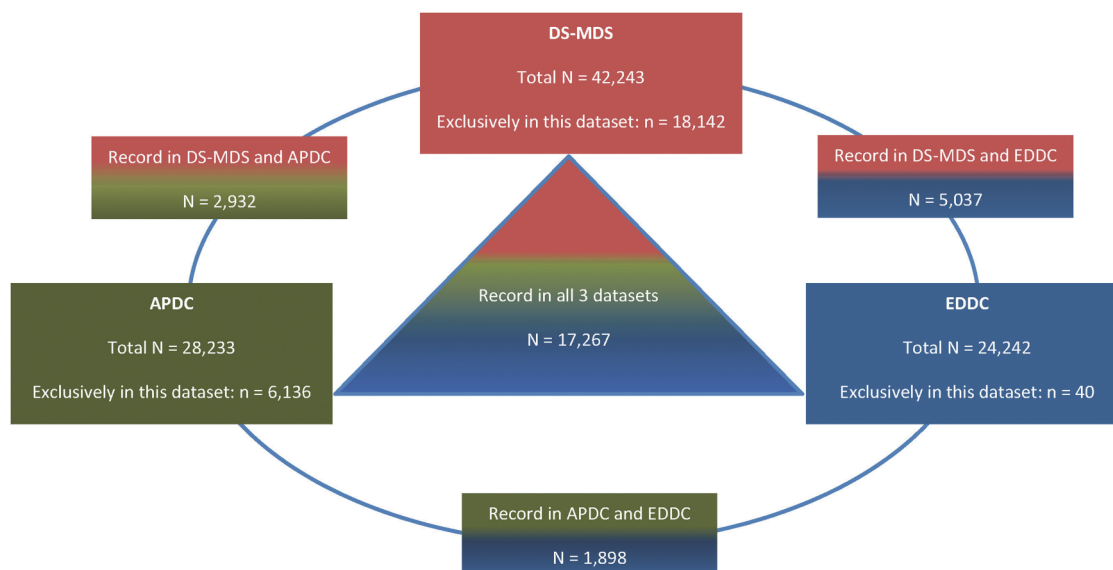 DS-MDS
Total N = 42,243
Exclusively in this dataset: n = 18,142
Record in DS-MDS and APDC
N = 2,932
Record in DS-MDS and EDDC
N = 5,037
APDC
Total N = 28,233
Exclusively in this dataset: n = 6,136
Record in all 3 datasets
N = 17,267
EDDC
Total N = 24,242
Exclusively in this dataset: n = 40
Record in APDC and EDDC
N = 1,898